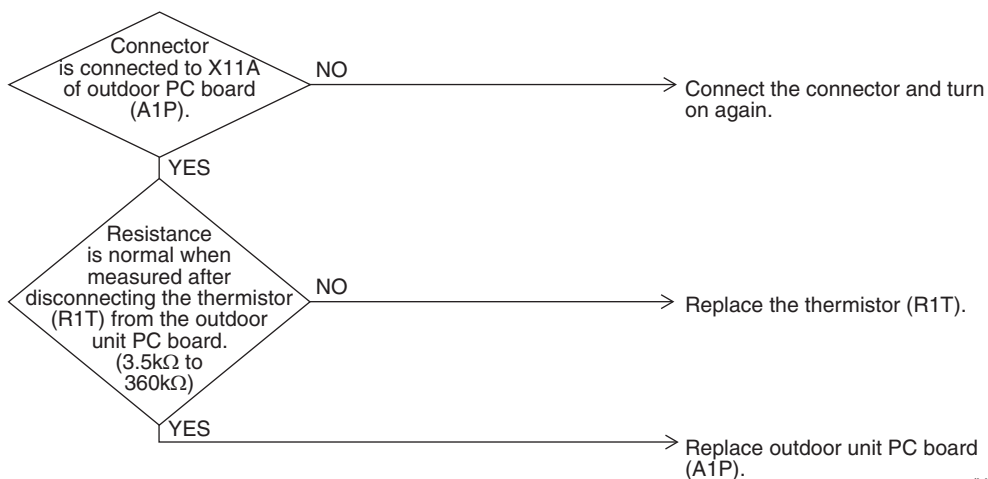 Connector
is connected to X11A
of outdoor PC board
(A1P).
NO
Connect the connector and turn
on again.
YES
Resistance
is normal when
measured after
disconnecting the thermistor
(R1T) from the outdoor
unit PC board.
(3.5kΩ to
360kΩ)
NO
Replace the thermistor (R1T).
YES
Replace outdoor unit PC board
(A1P).